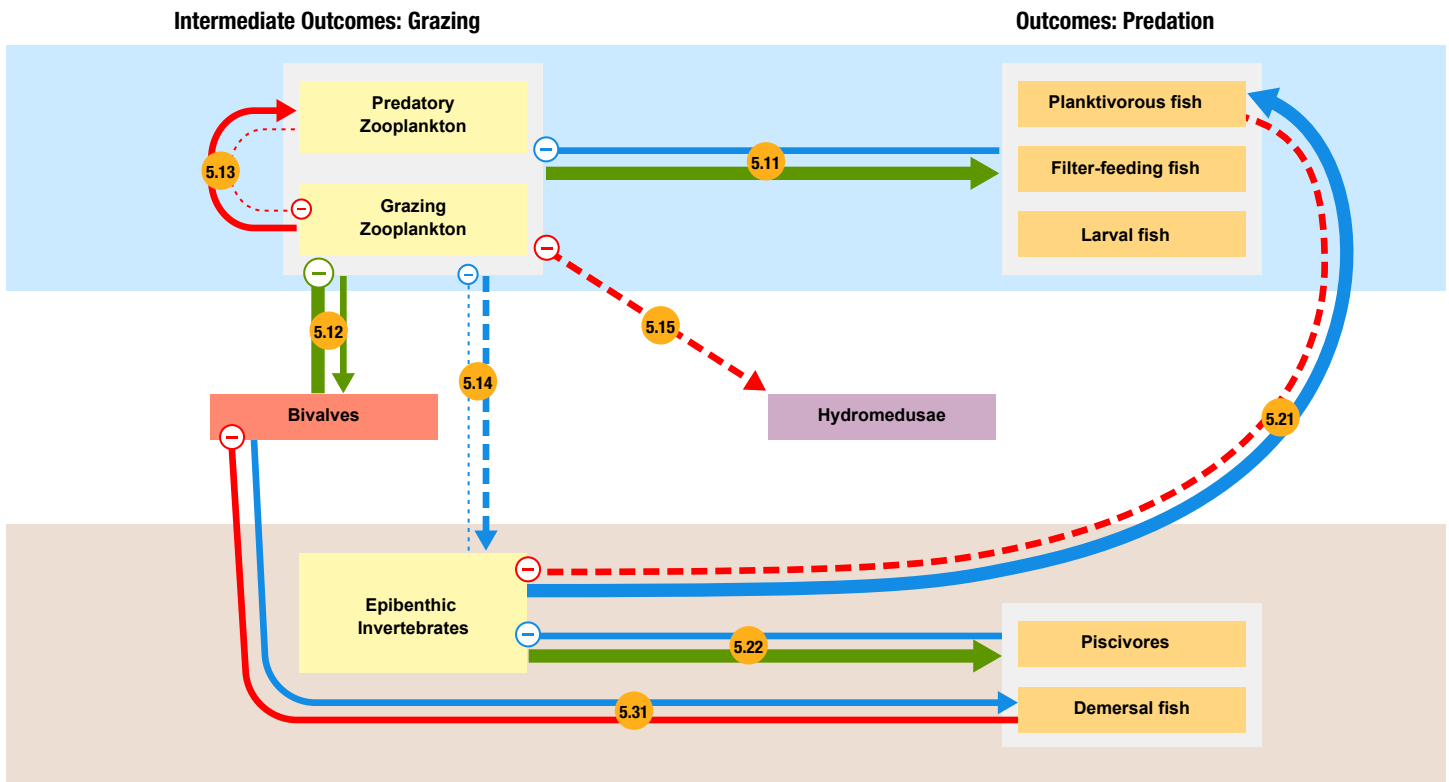 Intermediate Outcomes: Grazing
Outcomes: Predation
Predatory
Zooplankton
Planktivorous fish
5.11
5.13
Filter-feeding fish
Grazing
Zooplankton
Larval fish
5.12
5.15
5.14
Bivalves
Hydromedusae
5.21
Epibenthic
Invertebrates
5.22
Piscivores
5.31
Demersal fish